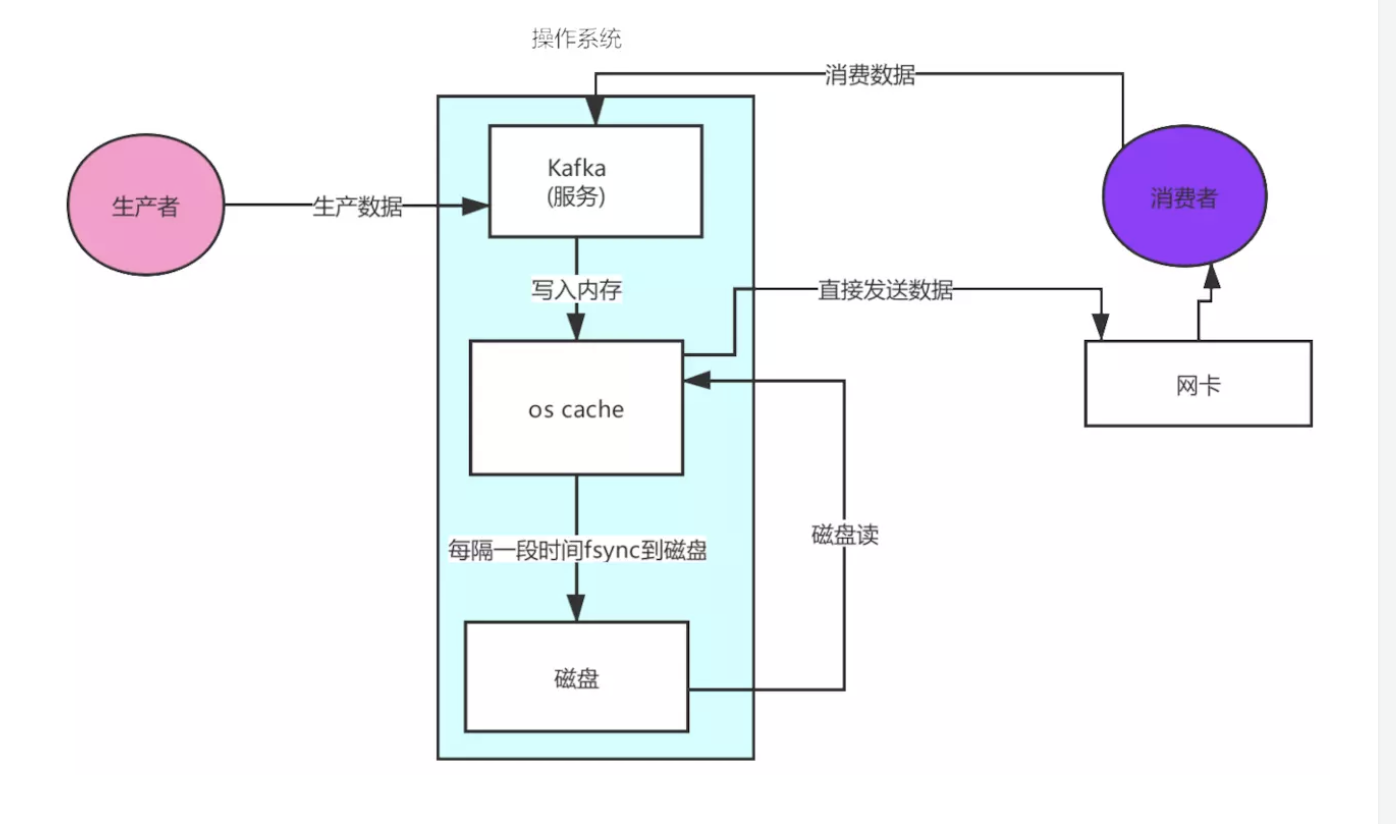 操作系统
消费数据
Kafka
(服务)
生产者
生产数据
消费者
写入内存
直接发送数据
网卡
os cache
磁盘读
每隔一段时间fsync到磁盘
磁盘